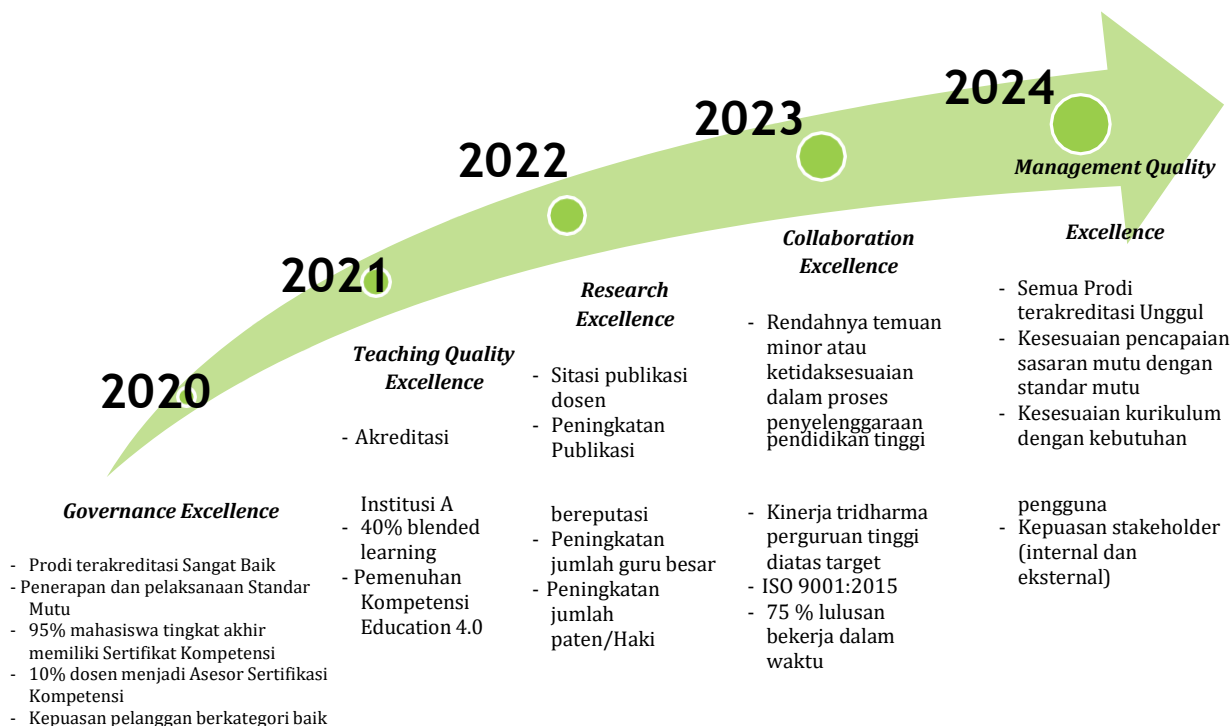 2020
Governance Excellence
- Prodi terakreditasi Sangat Baik
- Penerapan dan pelaksanaan Standar
Mutu
- 95% mahasiswa tingkat akhir
memiliki Sertifikat Kompetensi
- 10% dosen menjadi Asesor Sertifikasi
Kompetensi
- Kepuasan pelanggan berkategori baik
2021
Teaching Quality
Excellence
- Akreditasi
Institusi A
- 40% blended
learning
- Pemenuhan
Kompetensi
Education 4.0
2022
Research
Excellence
- Sitasi publikasi
dosen
- Peningkatan
Publikasi
bereputasi
- Peningkatan
jumlah guru besar
- Peningkatan
jumlah
paten/Haki
2023
Collaboration
Excellence
- Rendahnya temuan
minor atau
ketidaksesuaian
dalam proses
penyelenggaraan
pendidikan tinggi
- Kinerja tridharma
perguruan tinggi
diatas target
- ISO 9001:2015
- 75 % lulusan
bekerja dalam
waktu
2024
Management Quality
Excellence
- Semua Prodi
terakreditasi Unggul
- Kesesuaian pencapaian
sasaran mutu dengan
standar mutu
- Kesesuaian kurikulum
dengan kebutuhan
pengguna
- Kepuasan stakeholder
(internal dan
eksternal)